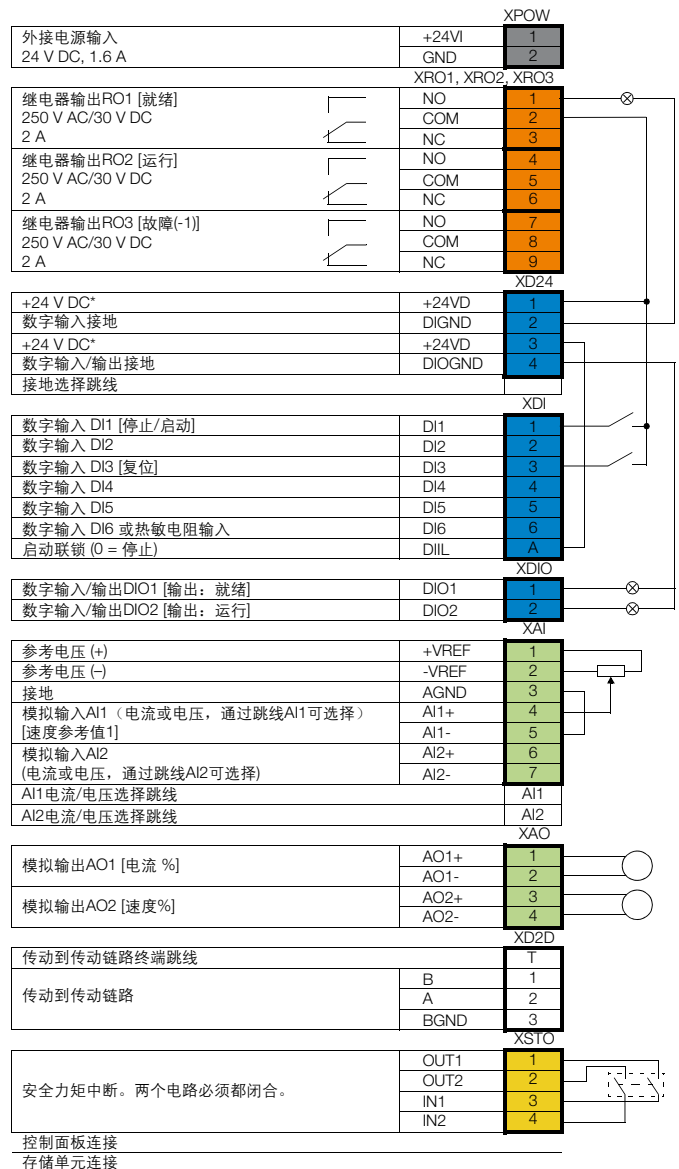 XPOW
外接电源输入 +24VI 1
24 V DC, 1.6 A GND 2
XRO1, XRO2, XRO3
继电器输出RO1 [就绪] NO 1
250 V AC/30 V DC COM 2
2 A NC 3
继电器输出RO2 [运行] NO 4
250 V AC/30 V DC COM 5
2 A NC 6
继电器输出RO3 [故障(-1)] NO 7
250 V AC/30 V DC COM 8
2 A NC 9
XD24
+24 V DC* +24VD 1
数字输入接地 DIGND 2
+24 V DC* +24VD 3
数字输入/输出接地 DIOGND 4
接地选择跳线
XDI
数字输入 DI1 [停止/启动] DI1 1
数字输入 DI2 DI2 2
数字输入 DI3 [复位] DI3 3
数字输入 DI4 DI4 4
数字输入 DI5 DI5 5
数字输入 DI6 或热敏电阻输入 DI6 6
启动联锁 (0 = 停止) DIIL A
XDIO
数字输入/输出DIO1 [输出：就绪] DIO1 1
数字输入/输出DIO2 [输出：运行] DIO2 2
XAI
参考电压 (+) +VREF 1
参考电压 (–) -VREF 2
接地 AGND 3
模拟输入AI1（电流或电压，通过跳线AI1可选择） AI1+ 4
[速度参考值1] AI1- 5
模拟输入AI2 AI2+ 6
(电流或电压，通过跳线AI2可选择) AI2- 7
AI1电流/电压选择跳线 AI1
AI2电流/电压选择跳线 AI2
XAO
模拟输出AO1 [电流 %] AO1+ 1
AO1- 2
模拟输出AO2 [速度%] AO2+ 3
AO2- 4
XD2D
传动到传动链路终端跳线 T
传动到传动链路 B 1
A 2
BGND 3
XSTO
安全力矩中断。两个电路必须都闭合。 OUT1 1
OUT2 2
IN1 3
IN2 4
控制面板连接
存储单元连接